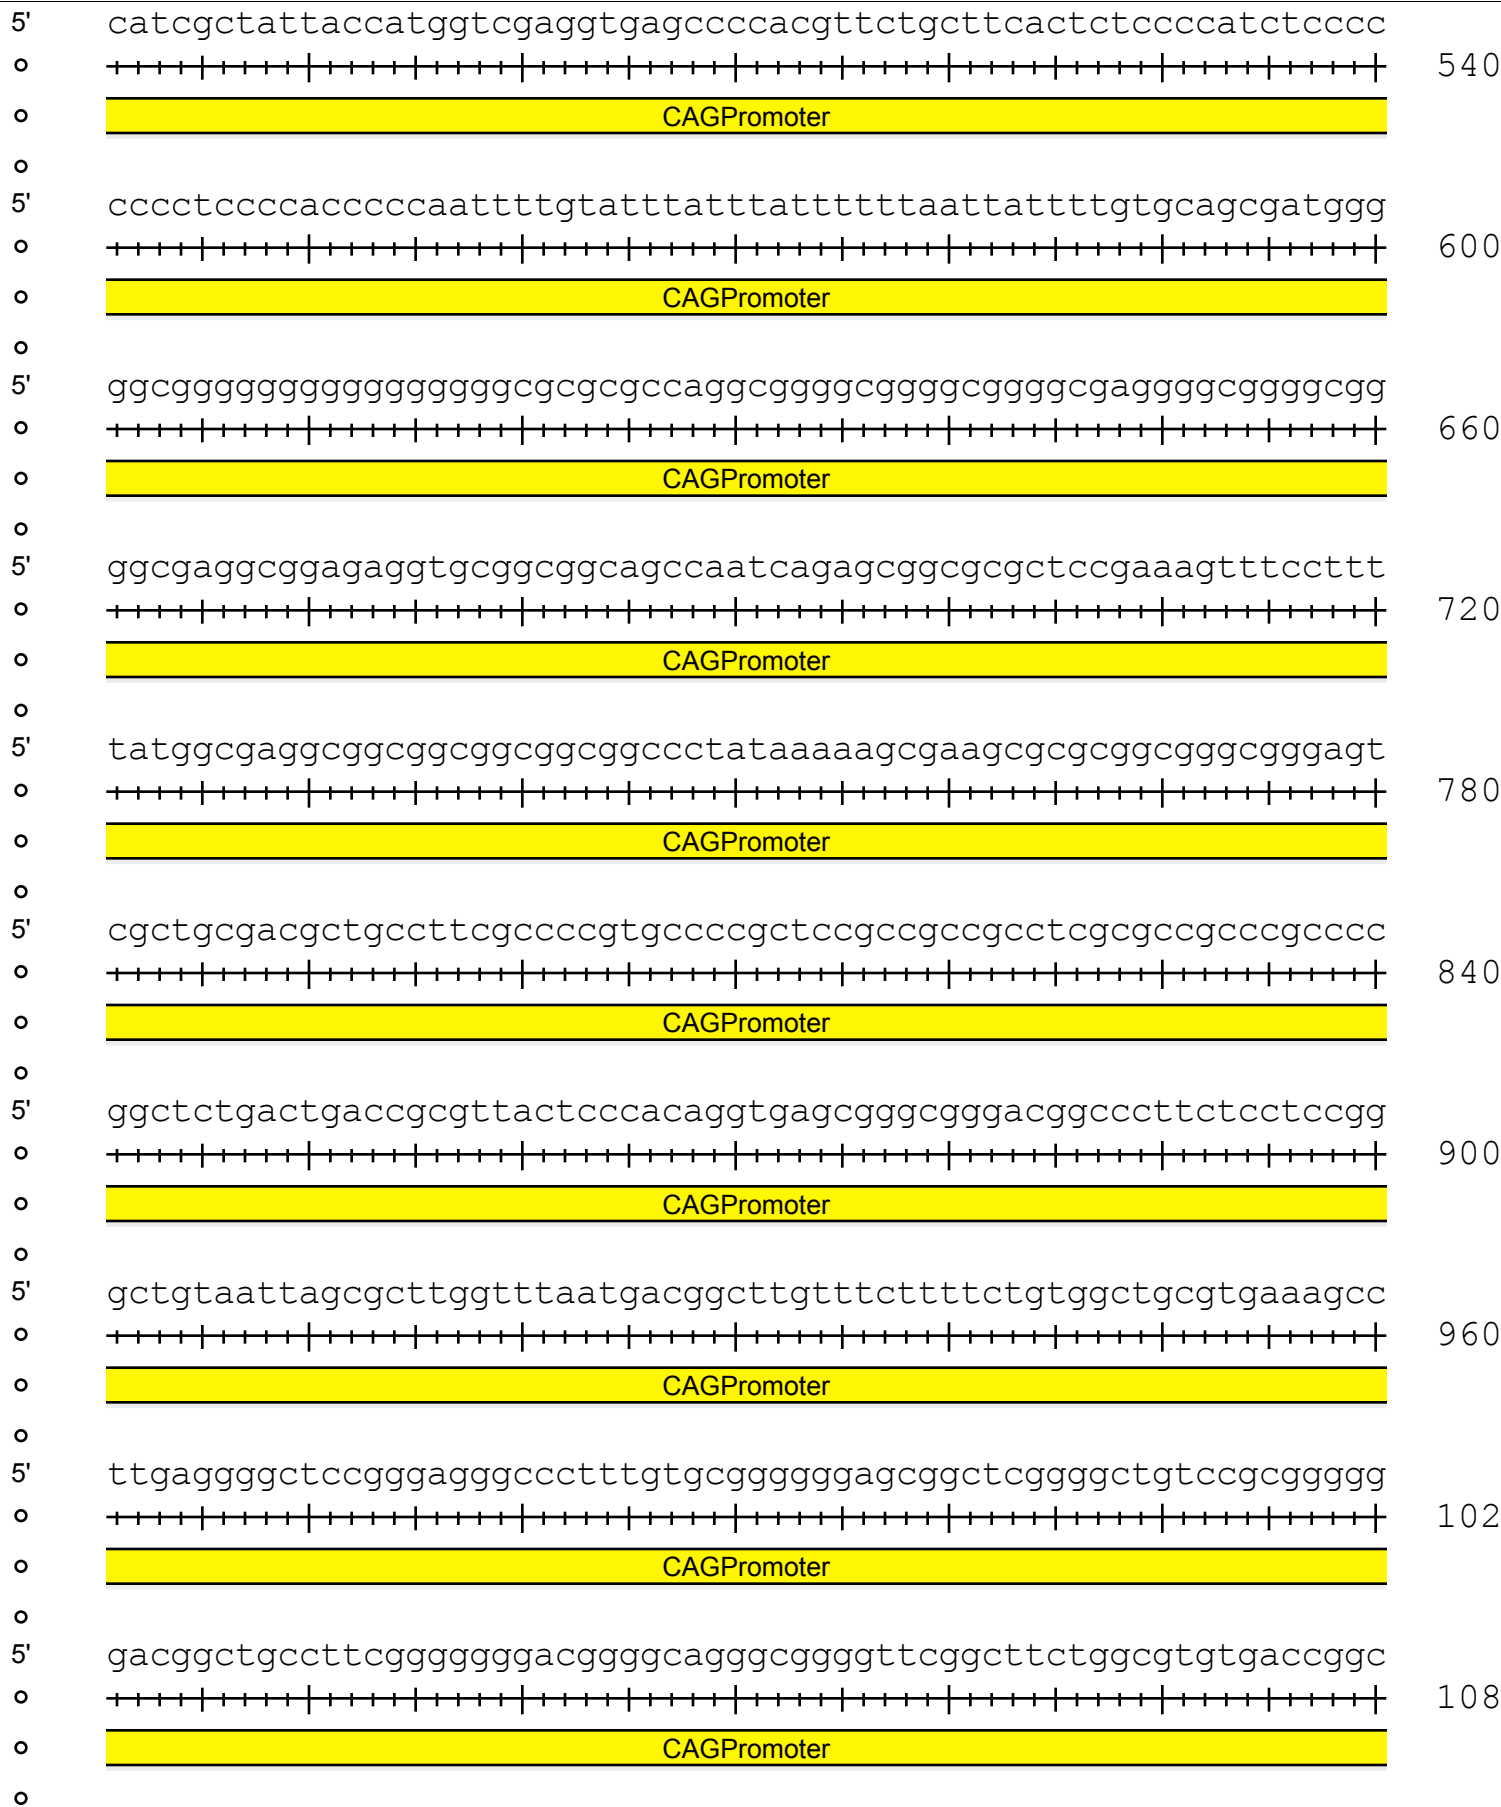 5' catcgctattaccatggtcgaggtgagccccacgttctgcttcactctccccatctcccc
540
CAGPromoter
5' cccctccccacccccaattttgtatttatttattttttaattattttgtgcagcgatggg
600
CAGPromoter
5' ggcgggggggggggggggcgcgcgccaggcggggcggggcggggcgaggggcggggcgg
660
CAGPromoter
5' ggcgaggcggagaggtgcggcggcagccaatcagagcggcgcgctccgaaagtttccttt
720
CAGPromoter
5' tatggcgaggcggcggcggcggcggccctataaaaagcgaagcgcgcggcgggcgggagt
780
CAGPromoter
5' cgctgcgacgctgccttcgccccgtgccccgctccgccgccgcctcgcgccgcccgcccc
840
CAGPromoter
5' ggctctgactgaccgcgttactcccacaggtgagcgggcgggacggcccttctcctccgg
900
CAGPromoter
5' gctgtaattagcgcttggtttaatgacggcttgtttcttttctgtggctgcgtgaaagcc
960
CAGPromoter
5' ttgaggggctccgggagggccctttgtgcggggggagcggctcggggctgtccgcggggg
102
CAGPromoter
5' gacggctgccttcgggggggacggggcagggcggggttcggcttctggcgtgtgaccggc
108
CAGPromoter